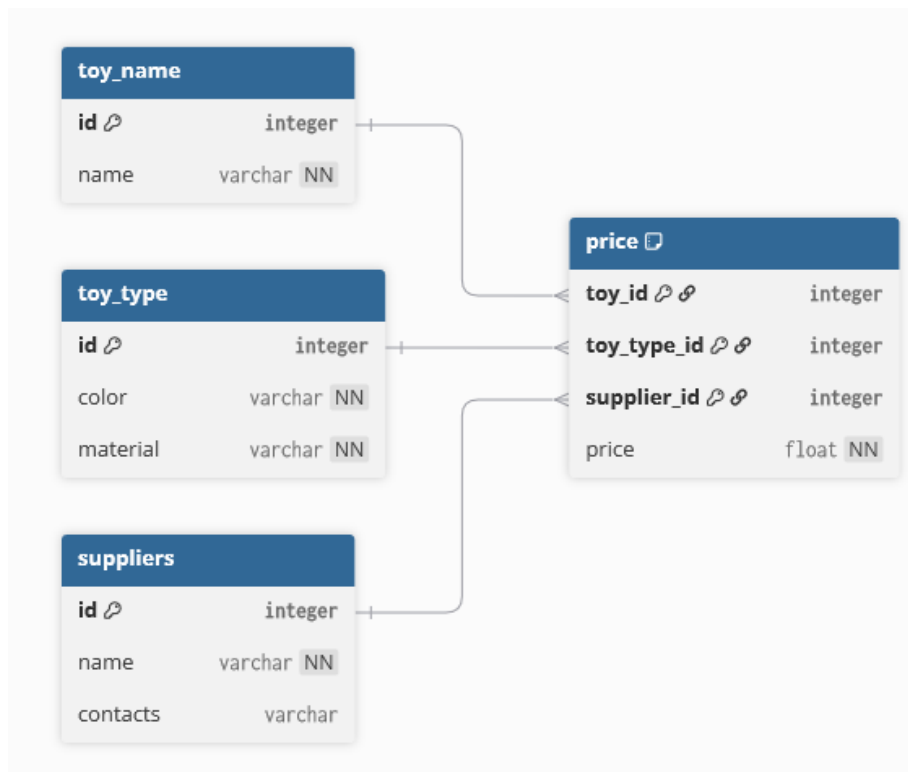 toy_name
id integer
name varchar NN
toy_type
id integer
color varchar NN
material varchar NN
suppliers
id integer
name varchar NN
contacts varchar
price
toy_id integer
toy_type_id integer
supplier_id integer
price float NN